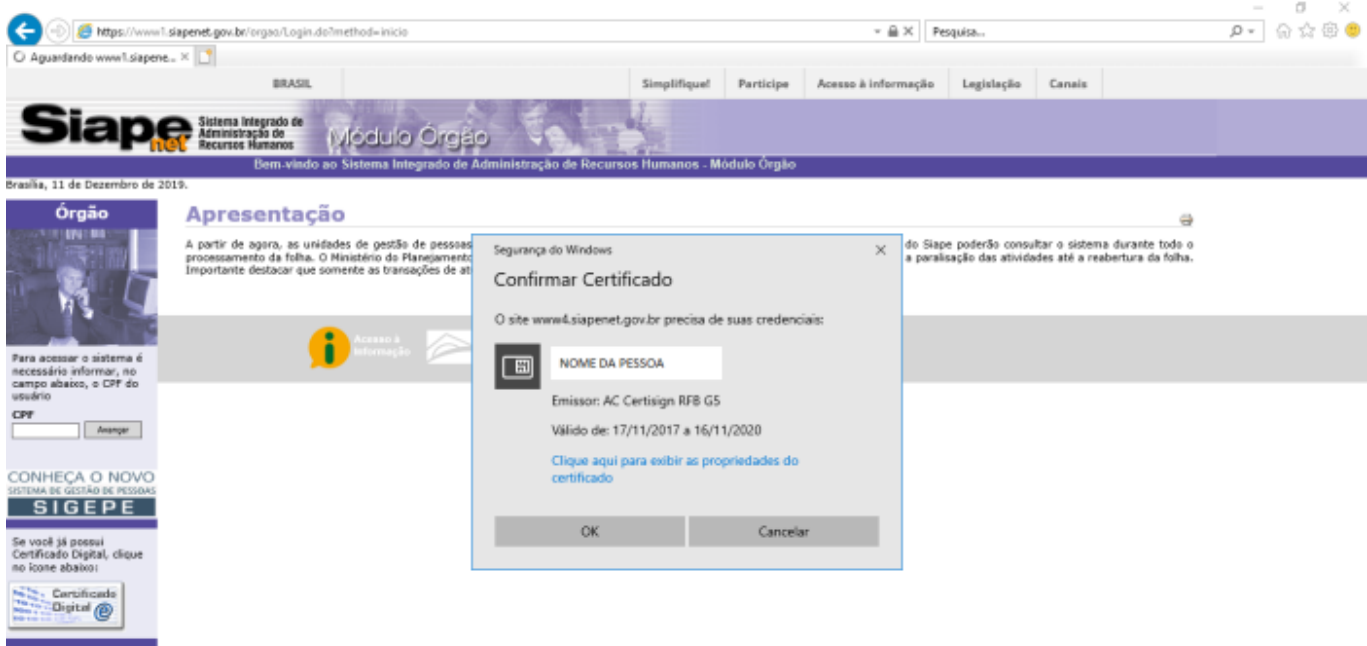 https://www1.siapenet.gov.br/orgao/Login.do?method=inicio
Pesquisa...
Aguardando www1.siapene...
BRASIL
Simplifique!
Participe
Acesso à informação
Legislação
Canais
Siape
net
Sistema Integrado de
Administração de
Recursos Humanos
Módulo Órgão
Bem-vindo ao Sistema Integrado de Administração de Recursos Humanos - Módulo Órgão
Brasília, 11 de Dezembro de 2019.
Órgão
Apresentação
A partir de agora, as unidades de gestão de pessoas
do Siape poderão consultar o sistema durante todo o
processamento da folha. O Ministério do Planejamento
a paralisação das atividades até a reabertura da folha.
Importante destacar que somente as transações de at
Acesso à
Informação
Para acessar o sistema é
necessário informar, no
campo abaixo, o CPF do
usuário
CPF
Avançar
CONHEÇA O NOVO
SISTEMA DE GESTÃO DE PESSOAS
SIGEPE
Se você já possui
Certificado Digital, clique
no ícone abaixo:
Certificado
Digital
Segurança do Windows
Confirmar Certificado
O site www4.siapenet.gov.br precisa de suas credenciais:
NOME DA PESSOA
Emissor: AC Certisign RFB G5
Válido de: 17/11/2017 a 16/11/2020
Clique aqui para exibir as propriedades do
certificado
OK
Cancelar